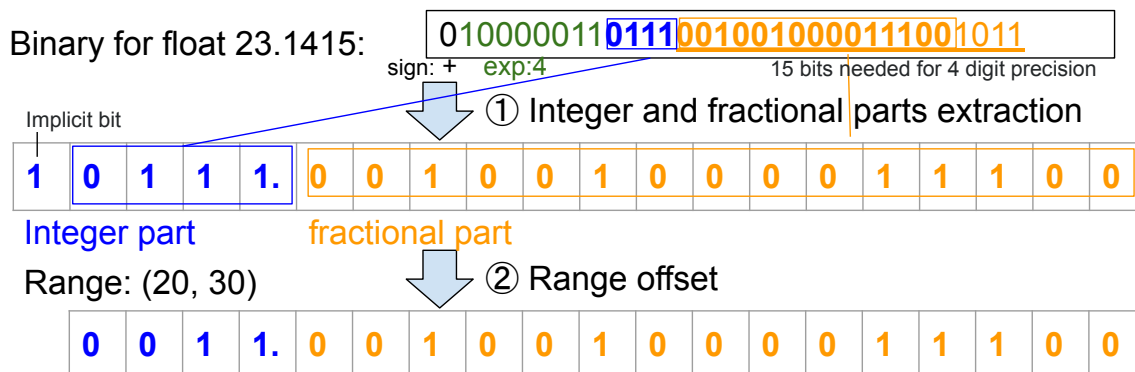 Binary for float 23.1415: 01000001101110010010000111001011
sign: + exp:4 15 bits needed for 4 digit precision
① Integer and fractional parts extraction
Implicit bit
1 0 1 1 1. 0 0 1 0 0 1 0 0 0 0 1 1 1 0 0
Integer part fractional part
Range: (20, 30) ② Range offset
0 0 1 1. 0 0 1 0 0 1 0 0 0 0 1 1 1 0 0